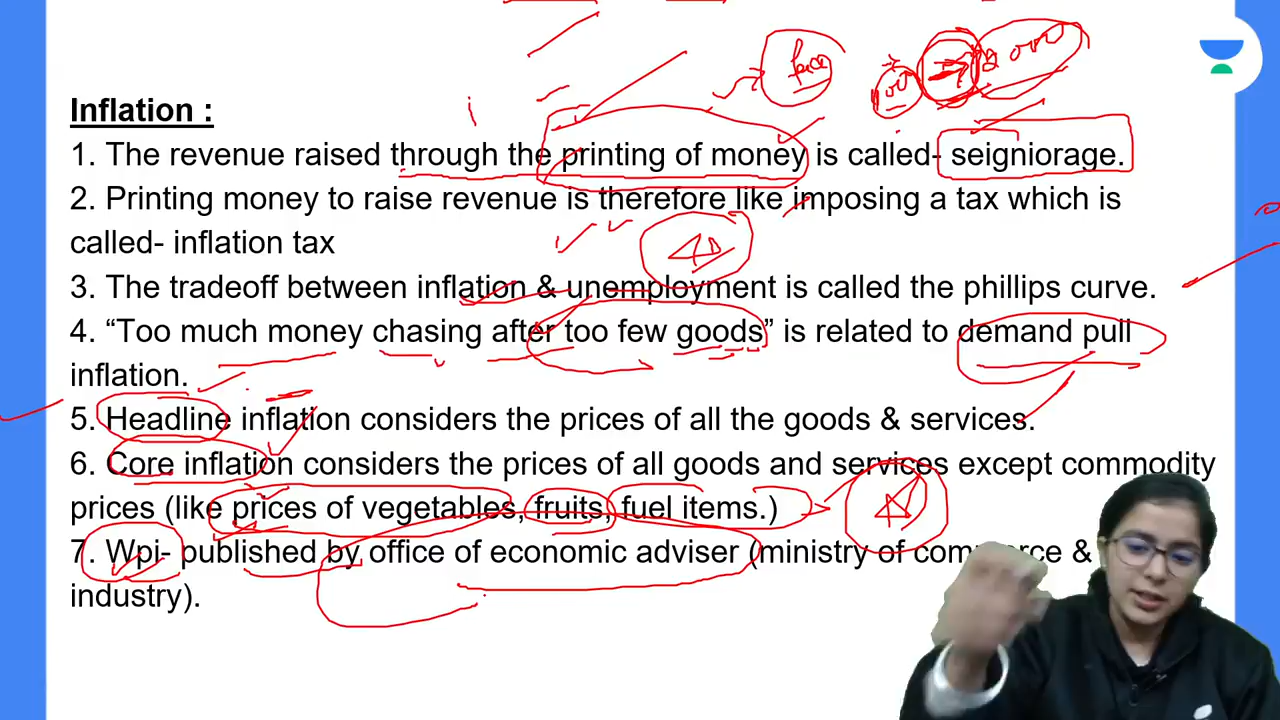 Inflation :
1. The revenue raised through the printing of money is called- seigniorage.
2. Printing money to raise revenue is therefore like imposing a tax which is
called- inflation tax
3. The tradeoff between inflation & unemployment is called the phillips curve.
4. “Too much money chasing after too few goods” is related to demand pull
inflation.
5. Headline inflation considers the prices of all the goods & services.
6. Core inflation considers the prices of all goods and services except commodity
prices (like prices of vegetables, fruits, fuel items.)
7. Wpi- published by office of economic adviser (ministry of commerce &
industry).